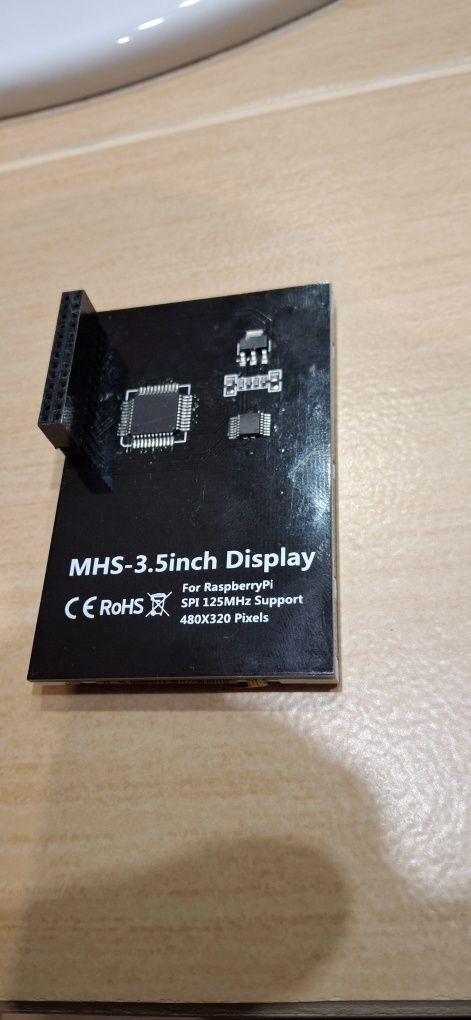 MHS-3.5inch Display
For RaspberryPi
CE RoHS SPI 125MHz Support
480X320 Pixels